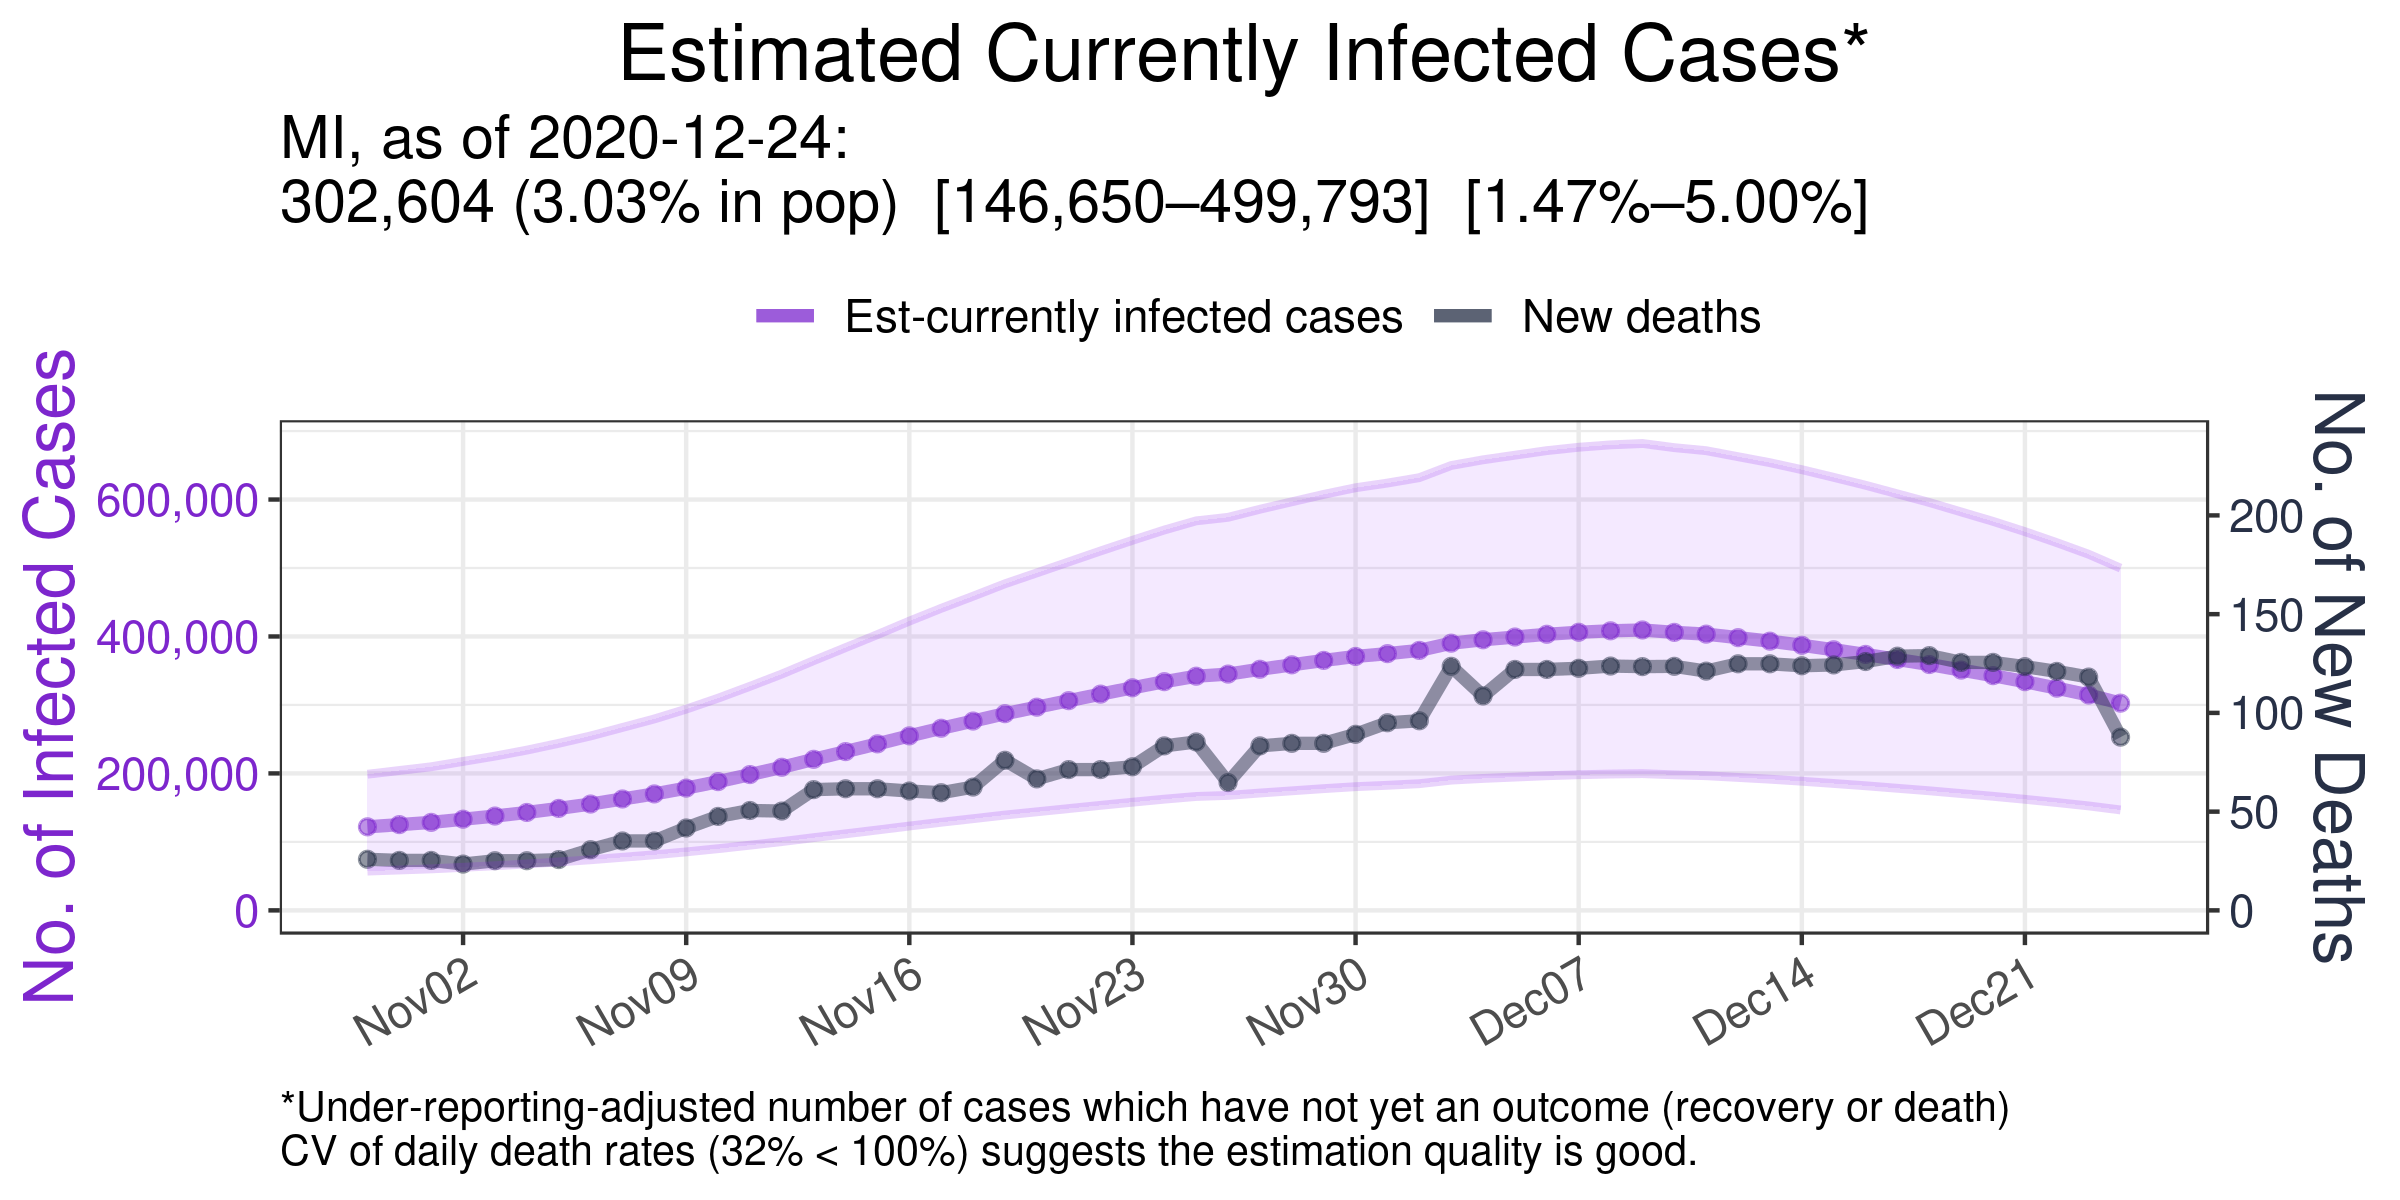 Estimated Currently Infected Cases*
MI, as of 2020-12-24:
302,604 (3.03% in pop)  [146,650–499,793]  [1.47%–5.00%]
Est-currently infected cases
New deaths
No. of Infected Cases
600,000
400,000
200,000
0
No. of New Deaths
200
150
100
50
0
Nov02
Nov09
Nov16
Nov23
Nov30
Dec07
Dec14
Dec21
*Under-reporting-adjusted number of cases which have not yet an outcome (recovery or death)
CV of daily death rates (32% < 100%) suggests the estimation quality is good.